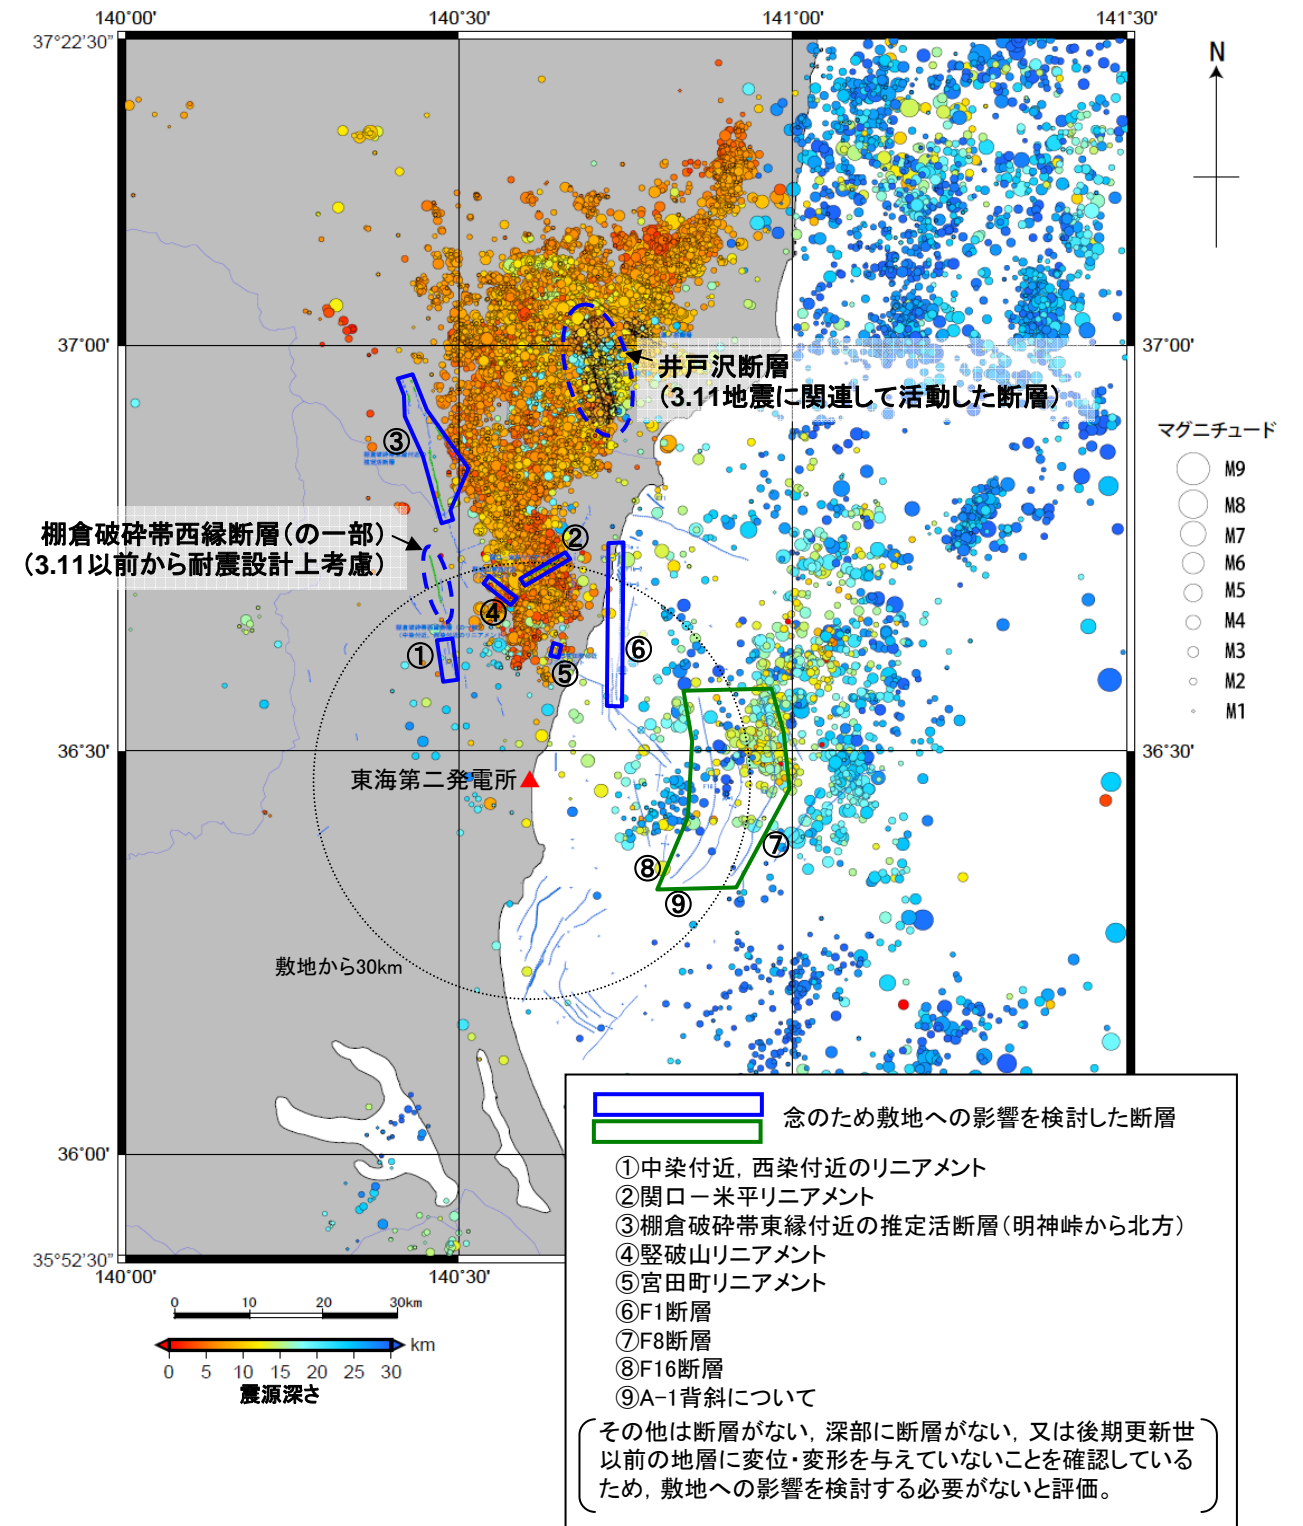 140°00'
140°30'
141°00'
141°30'
37°22'30"
N
37°00'
37°00'
井戸沢断層
（3.11地震に関連して活動した断層）
マグニチュード
M9
M8
M7
M6
M5
M4
M3
M2
M1
③
棚倉破砕帯西縁断層（の一部）
（3.11以前から耐震設計上考慮）
②
④
①
⑤
⑥
36°30'
36°30'
東海第二発電所
⑦
⑧
⑨
敷地から30km
36°00'
35°52'30"
140°00'
140°30'
0 10 20 30km
km
0 5 10 15 20 25 30
震源深さ
念のため敷地への影響を検討した断層
①中染付近，西染付近のリニアメント
②関口－米平リニアメント
③棚倉破砕帯東縁付近の推定活断層（明神峠から北方）
④竪破山リニアメント
⑤宮田町リニアメント
⑥F1断層
⑦F8断層
⑧F16断層
⑨A-1背斜について
その他は断層がない，深部に断層がない，又は後期更新世
以前の地層に変位・変形を与えていないことを確認している
ため，敷地への影響を検討する必要がないと評価。